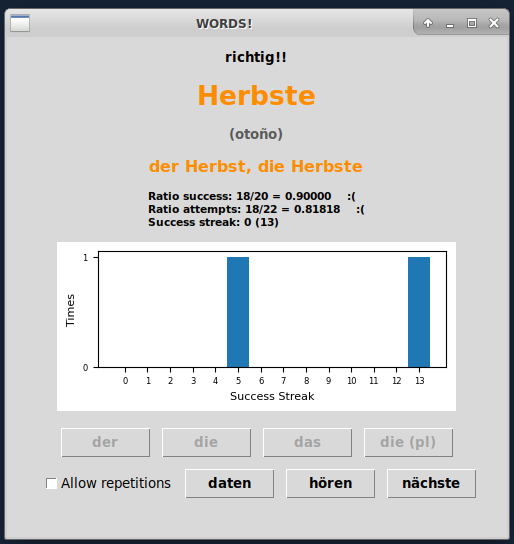 WORDS!
richtig!!
Herbste
(otoño)
der Herbst, die Herbste
Ratio success: 18/20 = 0.90000 :(
Ratio attempts: 18/22 = 0.81818 :(
Success streak: 0 (13)
1
Times
0
0 1 2 3 4 5 6 7 8 9 10 11 12 13
Success Streak
der die das die (pl)
Allow repetitions daten hören nächste